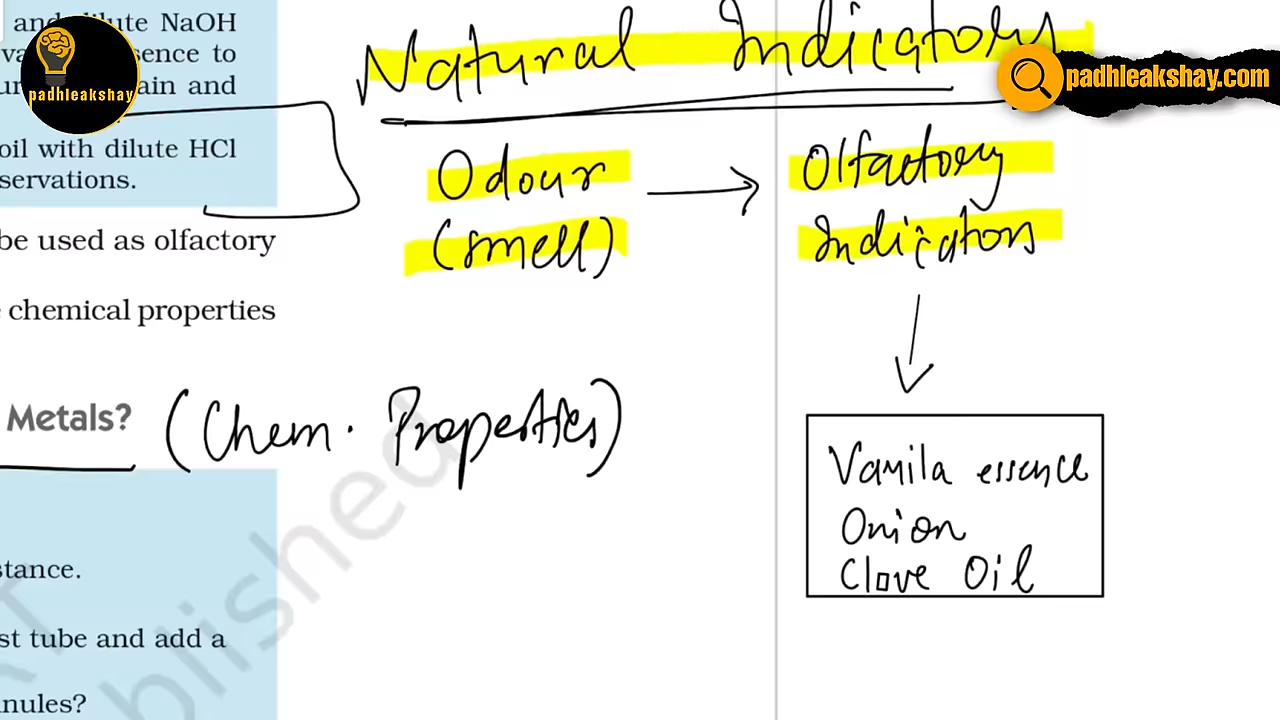 and dilute NaOH
Natural Indicators
sence to
ain and
padhleakshay
padhleakshay.com
oil with dilute HCl
servations.
Odour
(smell)
Olfactory
Indicators
be used as olfactory
chemical properties
Metals?
(Chem. Properties)
Vanila essence
Onion
Clove Oil
stance.
st tube and add a
nules?
blished